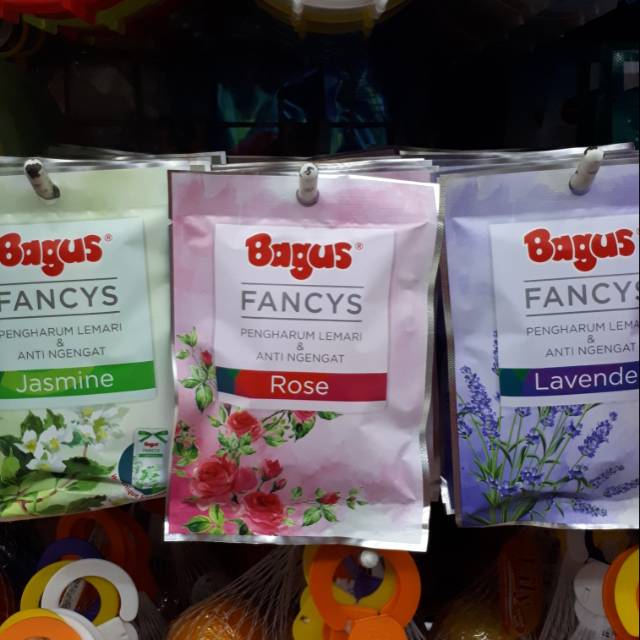 Bagus®
FANCYS
PENGHARUM LEMARI
&
ANTI NGENGAT
Jasmine
Bagus®
FANCYS
PENGHARUM LEMARI
&
ANTI NGENGAT
Rose
Bagus®
FANCYS
PENGHARUM LEMA
&
ANTI NGENGAT
Lavende